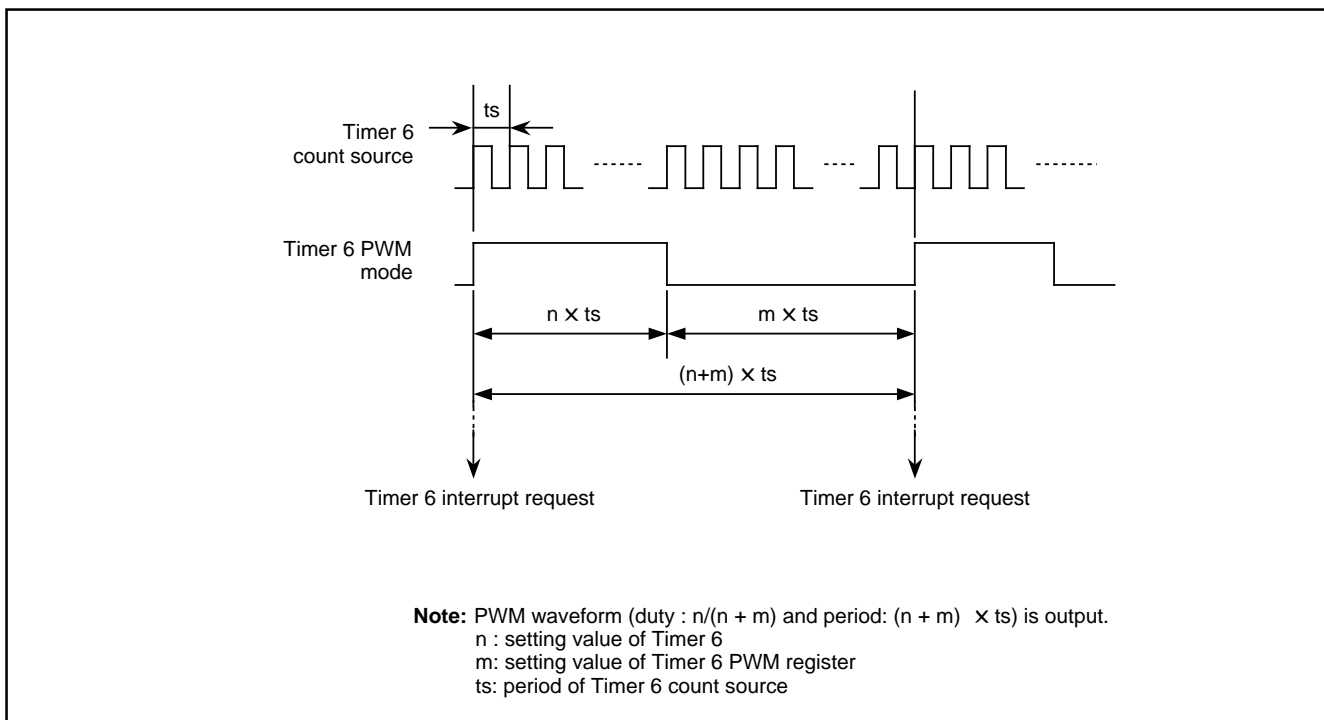 ts
Timer 6
count source
Timer 6 PWM
mode
n × ts
m × ts
(n+m) × ts
Timer 6 interrupt request
Timer 6 interrupt request
Note: PWM waveform (duty : n/(n + m) and period: (n + m) × ts) is output.
n : setting value of Timer 6
m: setting value of Timer 6 PWM register
ts: period of Timer 6 count source